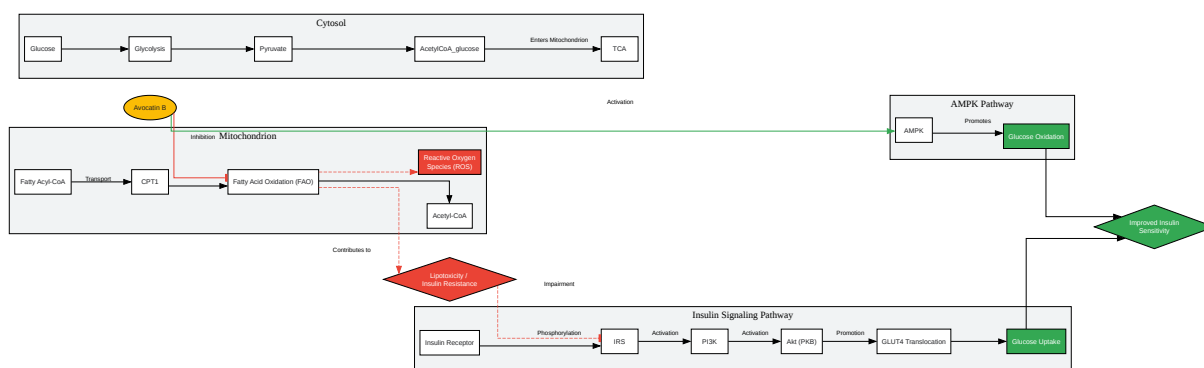 Cytosol
Glucose
Glycolysis
Pyruvate
AcetylCoA_glucose
Enters Mitochondrion
TCA
Avocatin B
Activation
AMPK Pathway
AMPK
Promotes
Glucose Oxidation
Inhibition
Mitochondrion
Reactive Oxygen
Species (ROS)
Fatty Acyl-CoA
Transport
CPT1
Fatty Acid Oxidation (FAO)
Acetyl-CoA
Improved Insulin
Sensitivity
Contributes to
Lipotoxicity /
Insulin Resistance
Impairment
Insulin Signaling Pathway
Insulin Receptor
Phosphorylation
IRS
Activation
PI3K
Activation
Akt (PKB)
Promotion
GLUT4 Translocation
Glucose Uptake